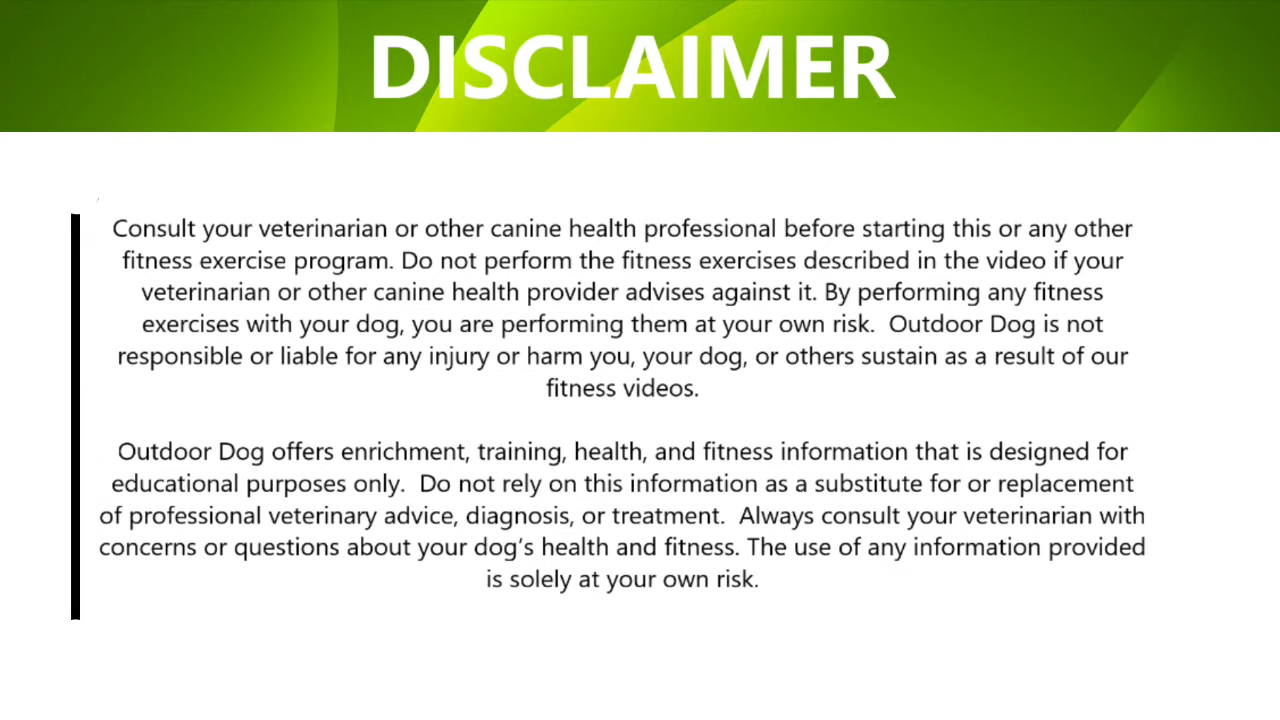 DISCLAIMER
Consult your veterinarian or other canine health professional before starting this or any other
fitness exercise program. Do not perform the fitness exercises described in the video if your
veterinarian or other canine health provider advises against it. By performing any fitness
exercises with your dog, you are performing them at your own risk.  Outdoor Dog is not
responsible or liable for any injury or harm you, your dog, or others sustain as a result of our
fitness videos.
Outdoor Dog offers enrichment, training, health, and fitness information that is designed for
educational purposes only.  Do not rely on this information as a substitute for or replacement
of professional veterinary advice, diagnosis, or treatment.  Always consult your veterinarian with
concerns or questions about your dog's health and fitness. The use of any information provided
is solely at your own risk.